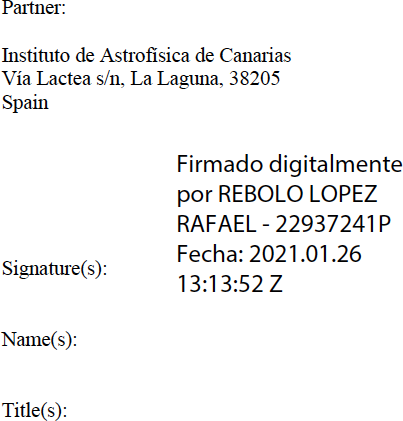 Partner:
Instituto de Astrofísica de Canarias
Vía Lactea s/n, La Laguna, 38205
Spain
Firmado digitalmente
por REBOLO LOPEZ
RAFAEL - 22937241P
Fecha: 2021.01.26
13:13:52 Z
Signature(s):
Name(s):
Title(s):